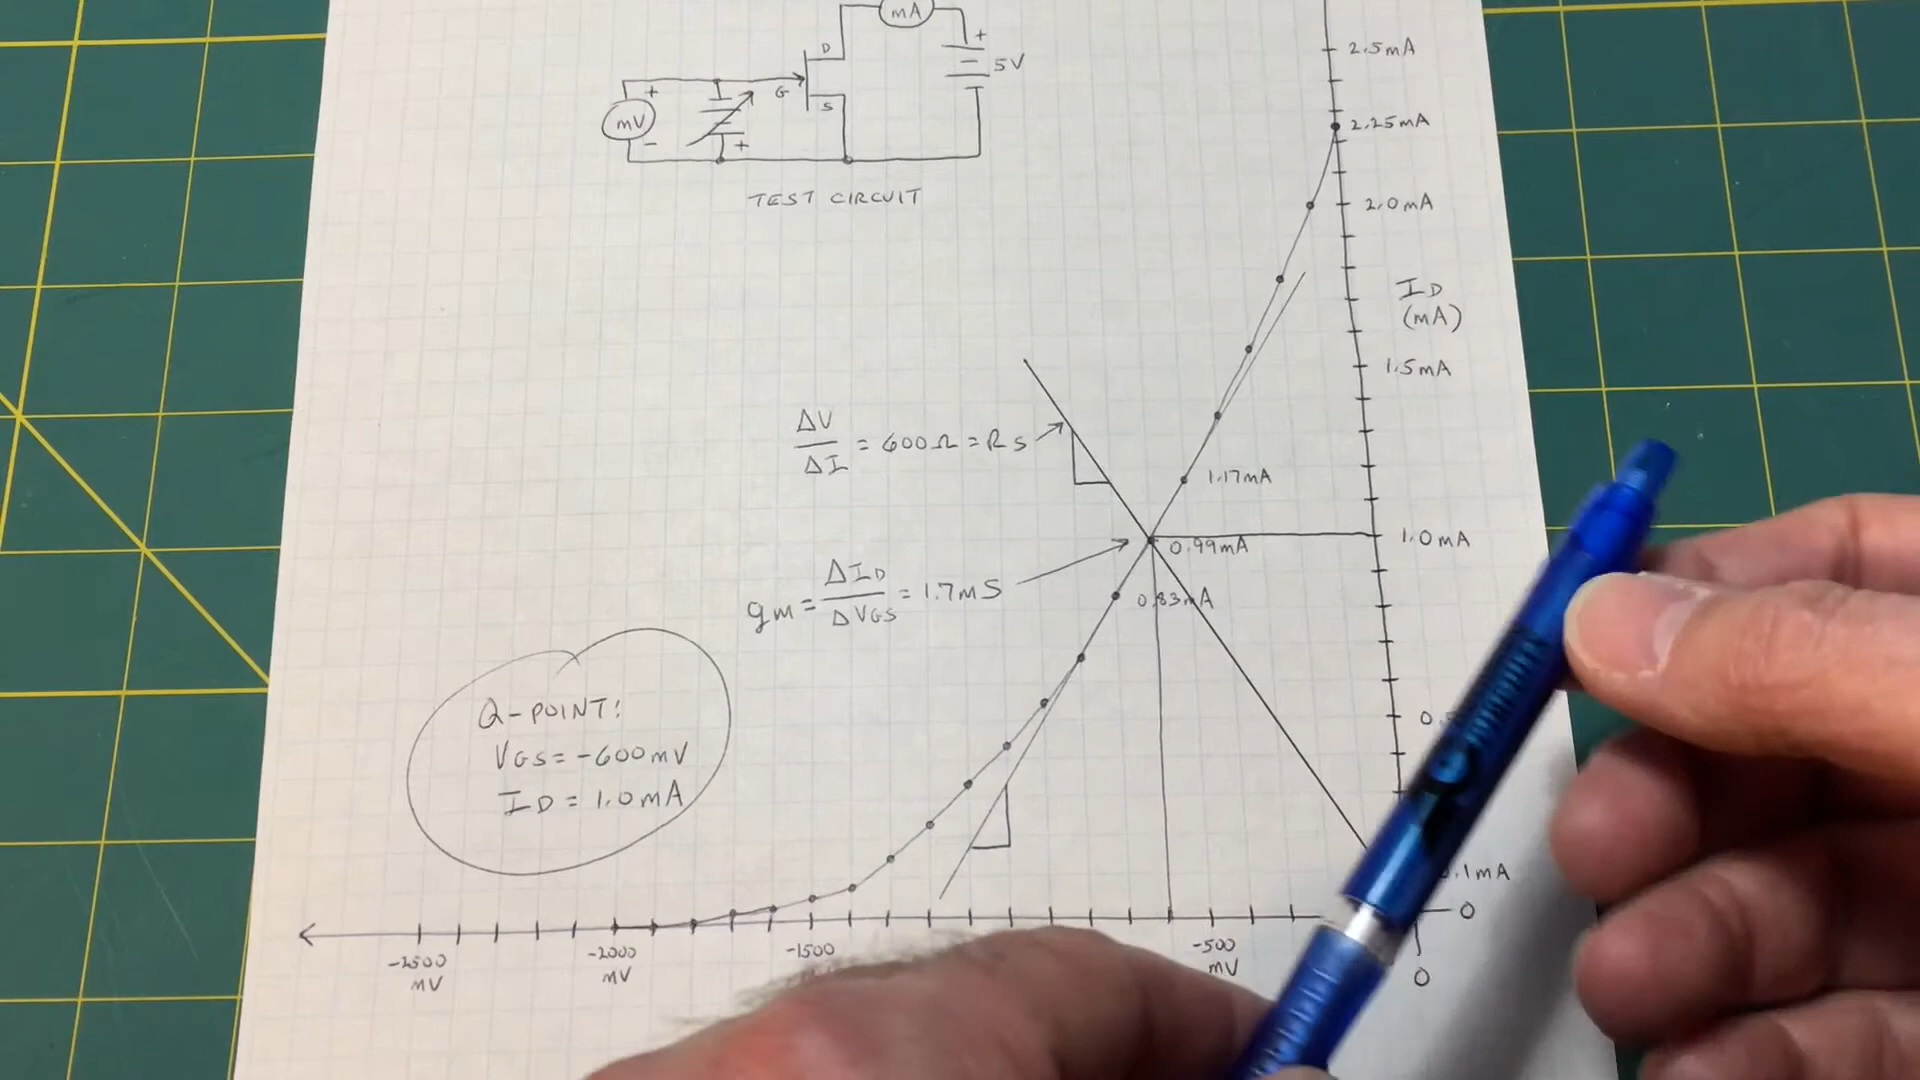 mA
D
+
5V
+
G
mV
S
-
+
TEST CIRCUIT
2.5mA
2.25mA
2.0mA
ID
(mA)
1.5mA
ΔV
ΔI
= 600Ω = RS
1.17mA
1.0mA
0.99mA
gm = ΔID
ΔVGS
= 1.7mS
0.83mA
Q-POINT:
VGS = -600mV
ID = 1.0mA
0.1mA
0
-2500
mV
-2000
mV
-1500
-500
mV
0